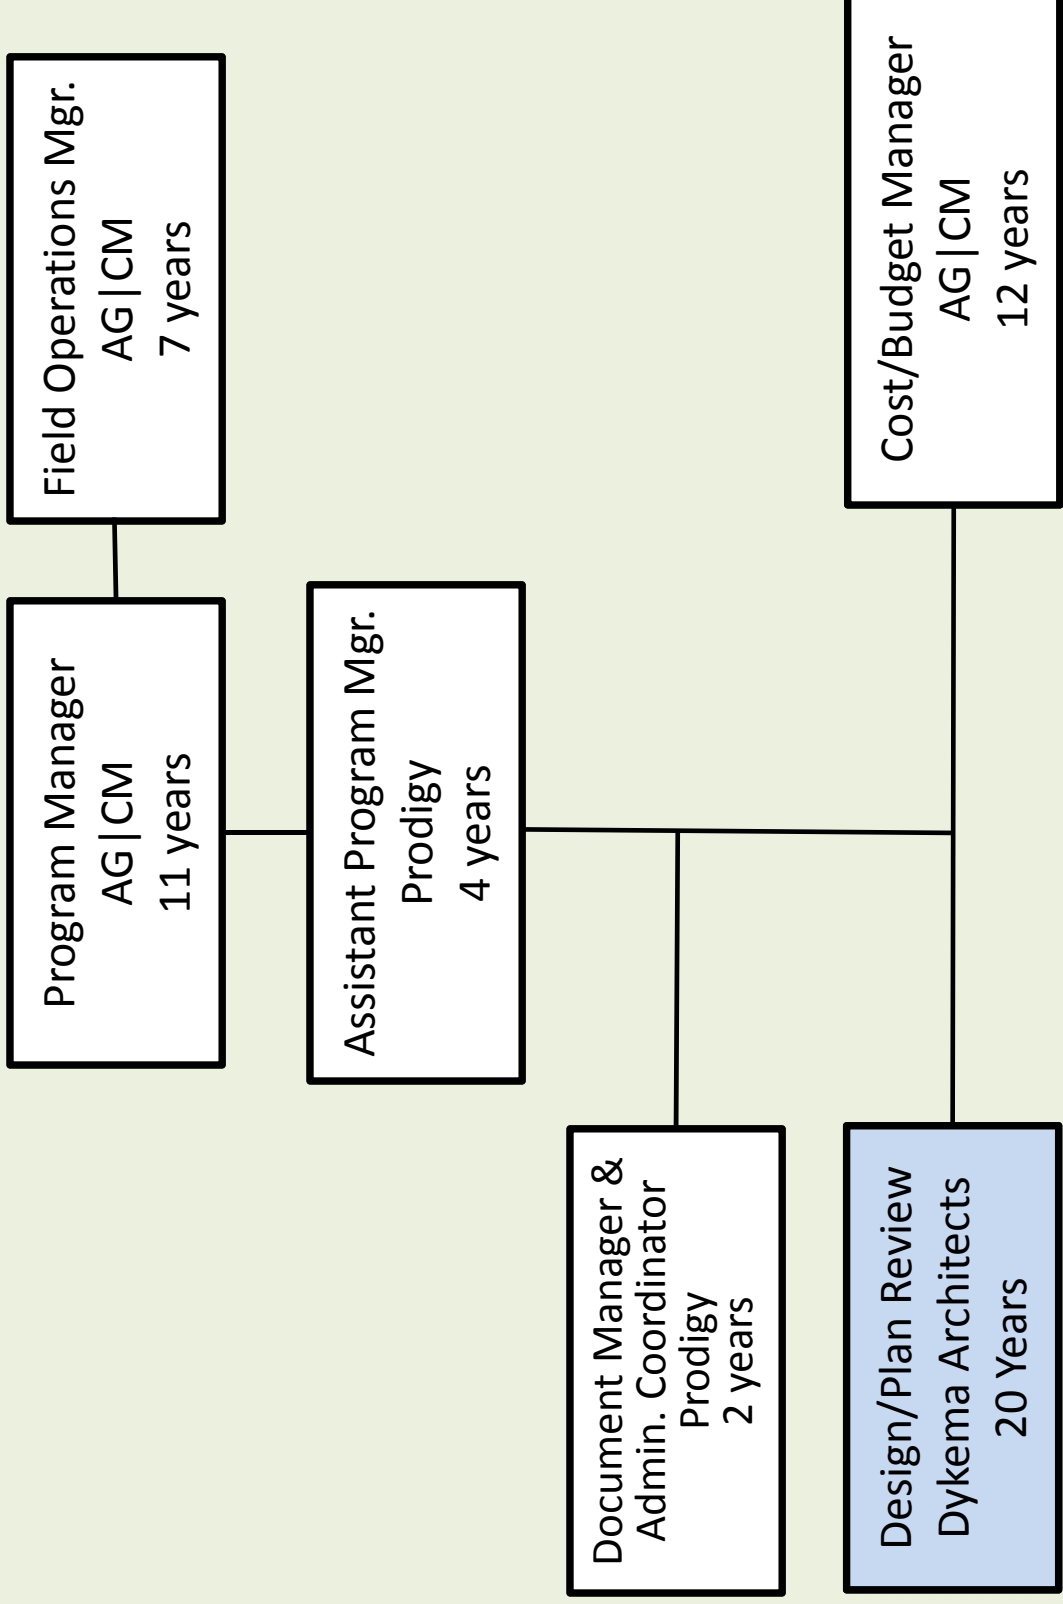 Program Manager
AG|CM
11 years
Field Operations Mgr.
AG|CM
7 years
Assistant Program Mgr.
Prodigy
4 years
Document Manager &
Admin. Coordinator
Prodigy
2 years
Design/Plan Review
Dykema Architects
20 Years
Cost/Budget Manager
AG|CM
12 years